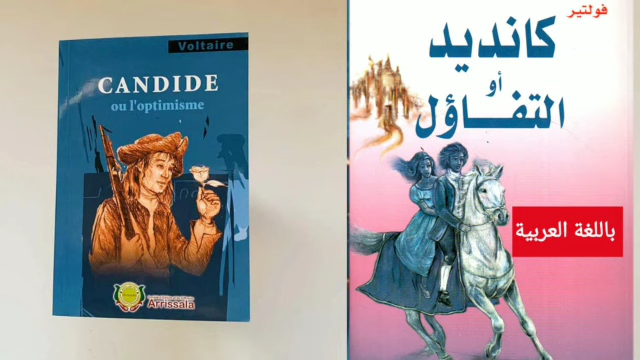 Voltaire
CANDIDE
ou l'optimisme
Arrissala
فولتير
كانديد
أو
التفاؤل
باللغة العربية